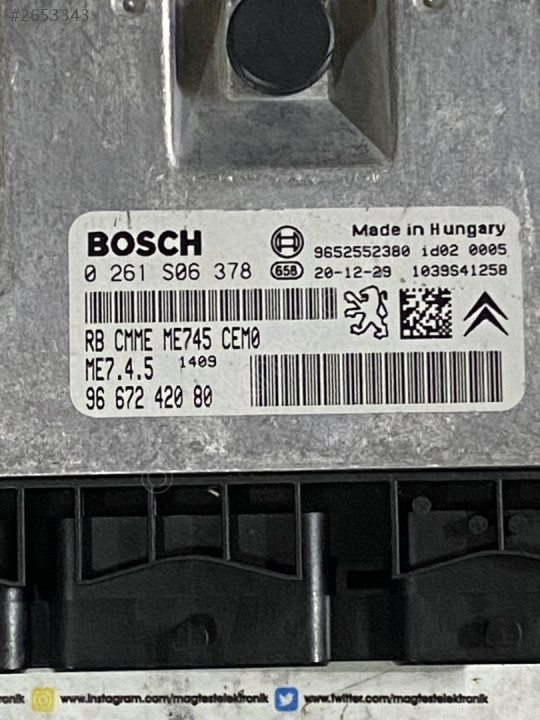 #2653343
BOSCH
Made in Hungary
9652552380 id02 0005
0 261 S06 378
658 20-12-29 1039S41258
RB CMME ME745 CEM0
ME7.4.5 1409
96 672 420 80
ronik www.instagram.com/magtestelektronik www.twitter.com/magtestelektronik